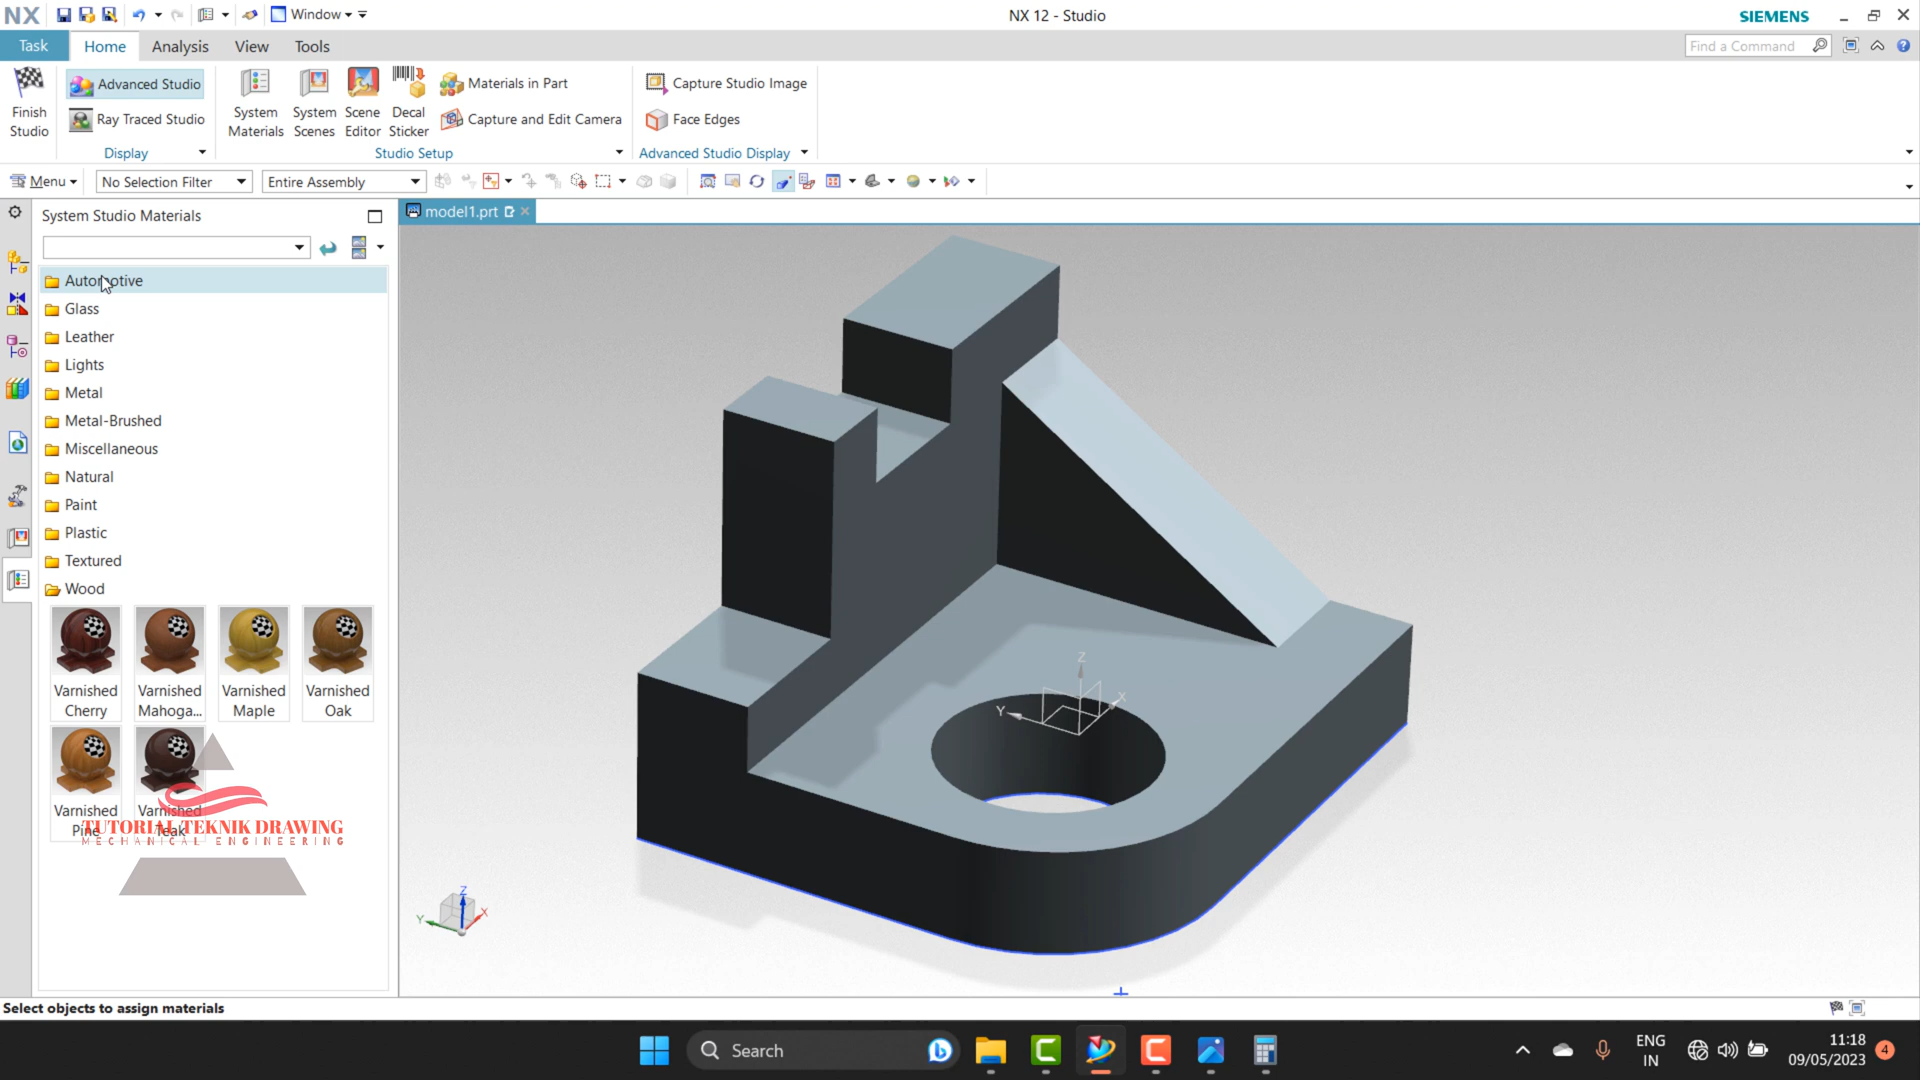 NX
Window
NX 12 - Studio
SIEMENS
Task
Home
Analysis
View
Tools
Find a Command
Finish
Studio
Advanced Studio
Ray Traced Studio
Display
System
Materials
System
Scenes
Scene
Editor
Decal
Sticker
Materials in Part
Capture and Edit Camera
Studio Setup
Capture Studio Image
Face Edges
Advanced Studio Display
Menu
No Selection Filter
Entire Assembly
System Studio Materials
model1.prt
Automotive
Glass
Leather
Lights
Metal
Metal-Brushed
Miscellaneous
Natural
Paint
Plastic
Textured
Wood
Varnished
Cherry
Varnished
Mahoga...
Varnished
Maple
Varnished
Oak
Varnished
Pine
Varnished
Teak
TUTORIAL TEKNIK DRAWING
MECHANICAL ENGINEERING
Z
X
Y
Z
X
Y
Select objects to assign materials
Search
ENG
IN
11:18
09/05/2023
4